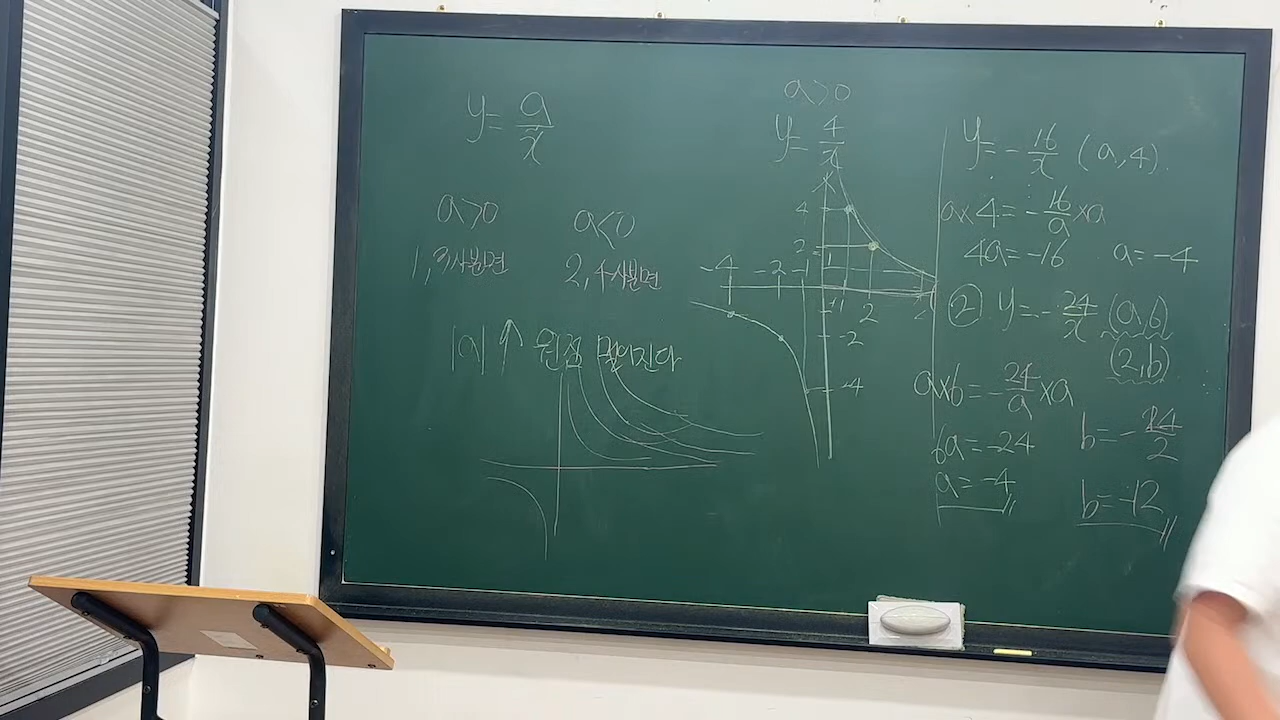 y = a/x
a>0
a<0
1, 3사분면
2, 4사분면
|a| ↑ 원점 멀어진다
a>0
y = 4/x
4
2
1
-4 -2 -1
1 2
-2
-4
y = -16/x (a, 4)
a×4 = -16/a ×a
4a = -16 a = -4
② y = -24/x (a, 6)
(2, b)
a×6 = -24/a ×a
6a = -24
a = -4
b = -24/2
b = -12